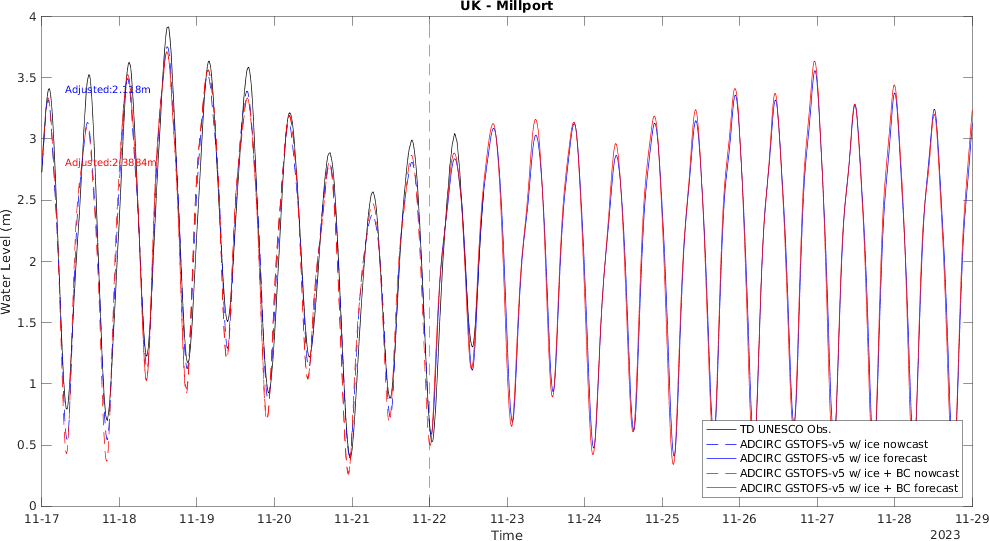 UK - Millport
4
3.5
3
2.5
2
1.5
1
0.5
0
Water Level (m)
Adjusted:2.118m
TD UNESCO Obs.
ADCIRC GSTOFS-v5 w/ ice nowcast
ADCIRC GSTOFS-v5 w/ ice forecast
ADCIRC GSTOFS-v5 w/ ice + BC nowcast
ADCIRC GSTOFS-v5 w/ ice + BC forecast
11-17 11-18 11-19 11-20 11-21 11-22 11-23 11-24 11-25 11-26 11-27 11-28 11-29
Time
2023